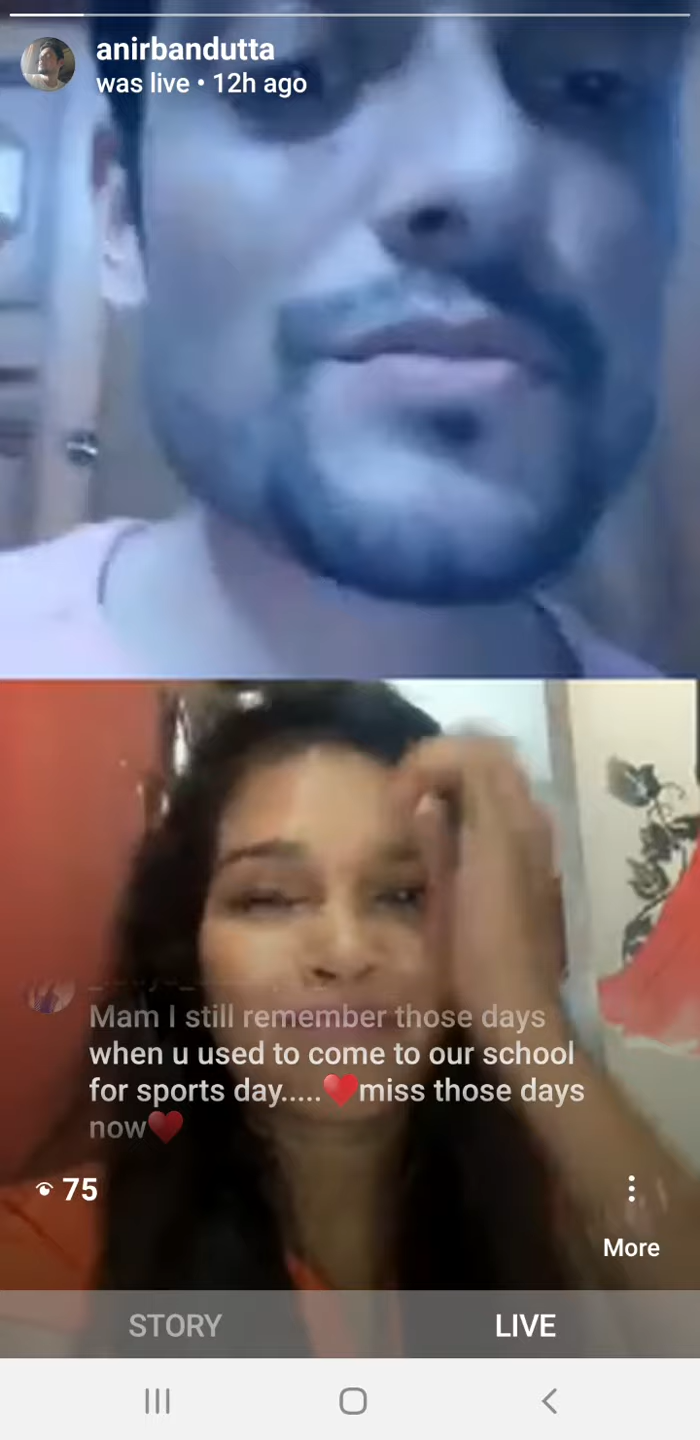 anirbandutta
was live • 12h ago
Mam I still remember those days
when u used to come to our school
for sports day.....❤️miss those days
now❤️
75
More
STORY
LIVE